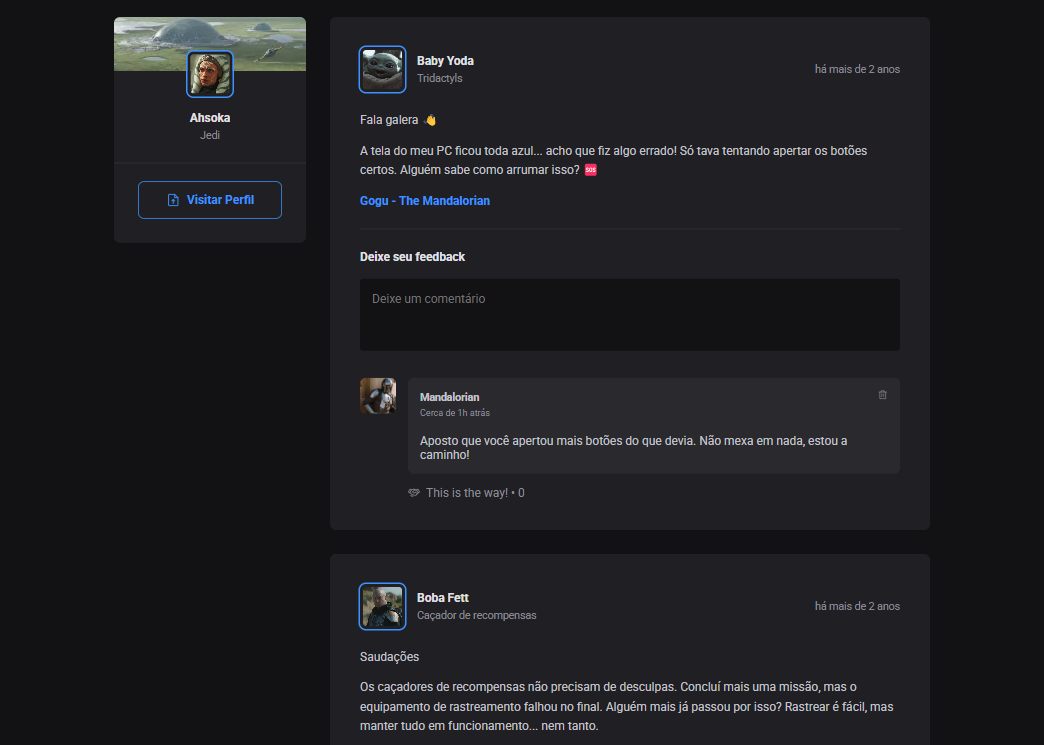 Ahsoka
Jedi
Visitar Perfil
Baby Yoda
Tridactyls
há mais de 2 anos
Fala galera 👋
A tela do meu PC ficou toda azul... acho que fiz algo errado! Só tava tentando apertar os botões
certos. Alguém sabe como arrumar isso? 🆘
Gogu - The Mandalorian
Deixe seu feedback
Deixe um comentário
Mandalorian
Cerca de 1h atrás
Aposto que você apertou mais botões do que devia. Não mexa em nada, estou a
caminho!
This is the way! • 0
Boba Fett
Caçador de recompensas
há mais de 2 anos
Saudações
Os caçadores de recompensas não precisam de desculpas. Concluí mais uma missão, mas o
equipamento de rastreamento falhou no final. Alguém mais já passou por isso? Rastrear é fácil, mas
manter tudo em funcionamento... nem tanto.